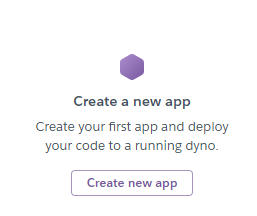 Create a new app
Create your first app and deploy
your code to a running dyno.
Create new app